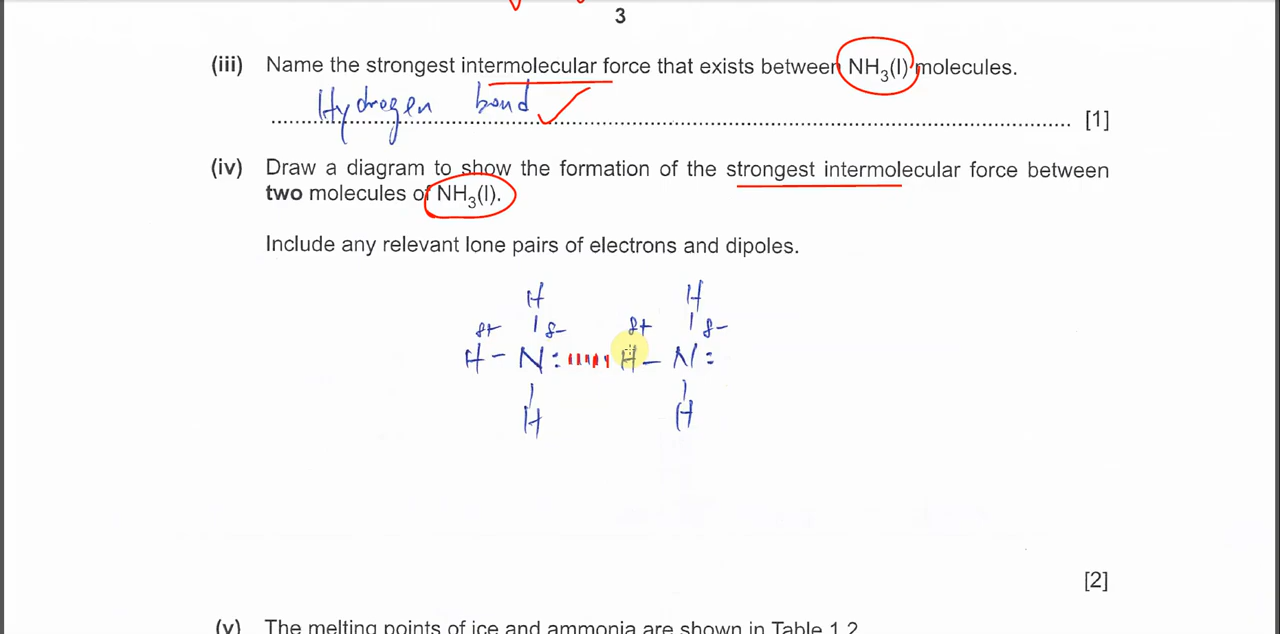 3
(iii) Name the strongest intermolecular force that exists between NH₃(l) molecules.
Hydrogen bond
[1]
(iv) Draw a diagram to show the formation of the strongest intermolecular force between
two molecules of NH₃(l).
Include any relevant lone pairs of electrons and dipoles.
H H
δ+ δ- δ+ δ-
H – N : H – N :
H H
[2]
(v) The melting points of ice and ammonia are shown in Table 1.2